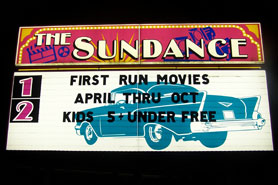 THE SUNDANCE
1 FIRST RUN MOVIES
APRIL THRU OCT
2 KIDS 5+UNDER FREE